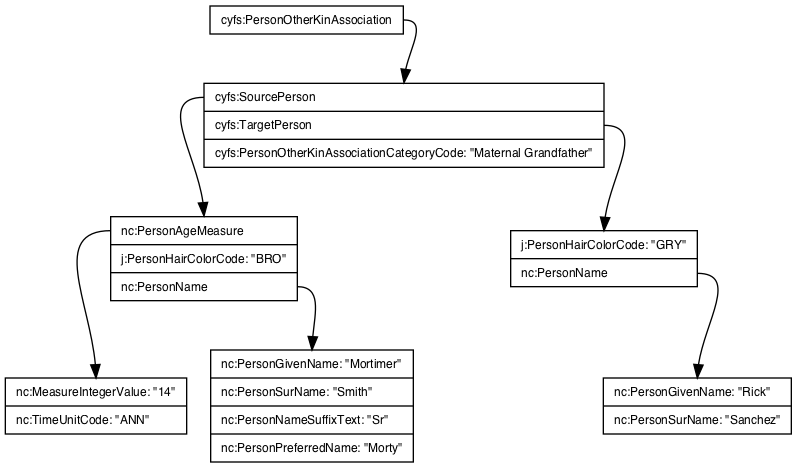 cyfs:PersonOtherKinAssociation
cyfs:SourcePerson
cyfs:TargetPerson
cyfs:PersonOtherKinAssociationCategoryCode: "Maternal Grandfather"
nc:PersonAgeMeasure
j:PersonHairColorCode: "BRO"
nc:PersonName
j:PersonHairColorCode: "GRY"
nc:PersonName
nc:MeasureIntegerValue: "14"
nc:TimeUnitCode: "ANN"
nc:PersonGivenName: "Mortimer"
nc:PersonSurName: "Smith"
nc:PersonNameSuffixText: "Sr"
nc:PersonPreferredName: "Morty"
nc:PersonGivenName: "Rick"
nc:PersonSurName: "Sanchez"